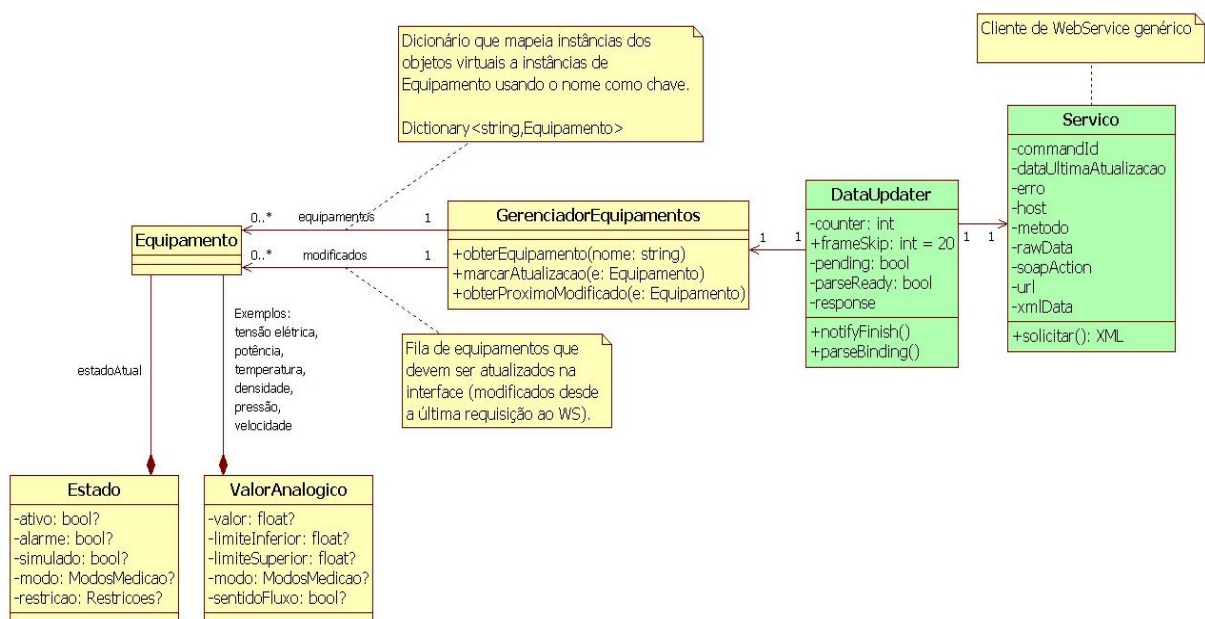 Dicionário que mapeia instâncias dos
objetos virtuais a instâncias de
Equipamento usando o nome como chave.
Dictionary<string,Equipamento>
Cliente de WebService genérico
Servico
-commandId
-dataUltimaAtualizacao
-erro
-host
-metodo
-rawData
-soapAction
-url
-xmlData
+solicitar(): XML
DataUpdater
-counter: int
+frameSkip: int = 20
-pending: bool
-parseReady: bool
-response
+notifyFinish()
+parseBinding()
1
1
1
1
GerenciadorEquipamentos
+obterEquipamento(nome: string)
+marcarAtualizacao(e: Equipamento)
+obterProximoModificado(e: Equipamento)
0..*
equipamentos
1
0..*
modificados
1
Equipamento
Fila de equipamentos que
devem ser atualizados na
interface (modificados desde
a última requisição ao WS).
estadoAtual
Exemplos:
tensão elétrica,
potência,
temperatura,
densidade,
pressão,
velocidade
Estado
-ativo: bool?
-alarme: bool?
-simulado: bool?
-modo: ModosMedicao?
-restricao: Restricoes?
ValorAnalogico
-valor: float?
-limiteInferior: float?
-limiteSuperior: float?
-modo: ModosMedicao?
-sentidoFluxo: bool?